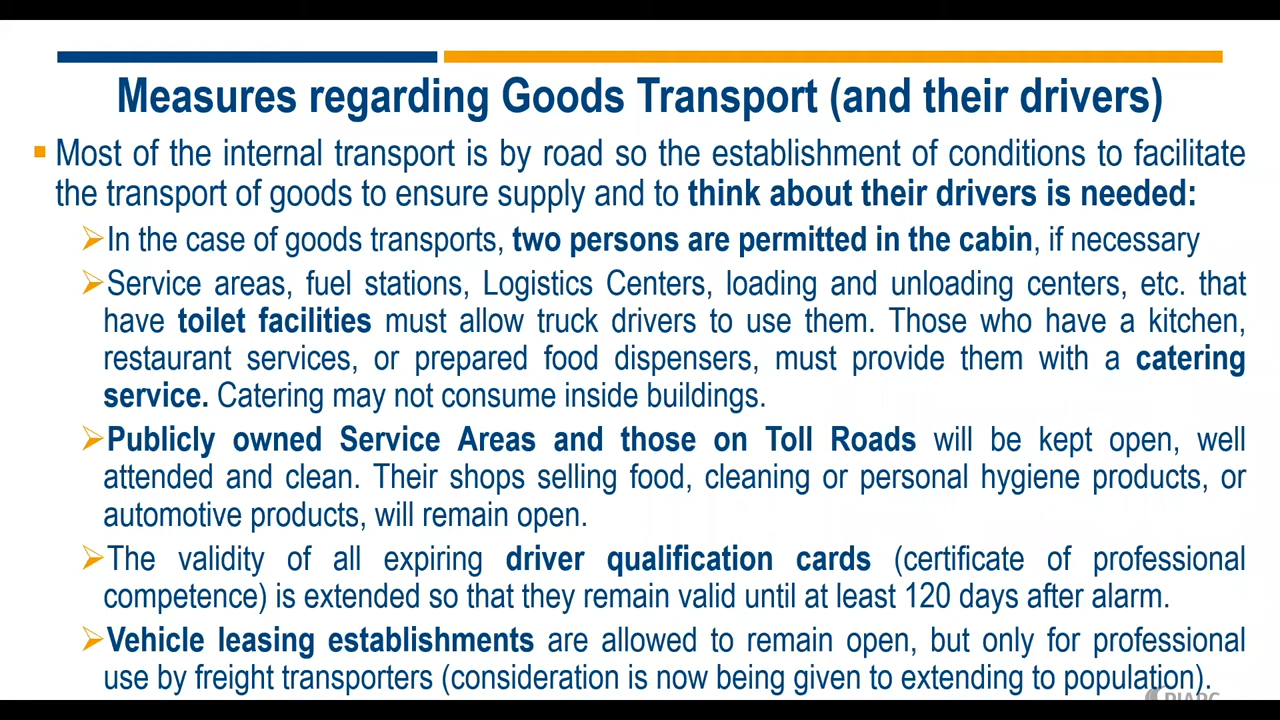 Measures regarding Goods Transport (and their drivers)
Most of the internal transport is by road so the establishment of conditions to facilitate
the transport of goods to ensure supply and to think about their drivers is needed:
In the case of goods transports, two persons are permitted in the cabin, if necessary
Service areas, fuel stations, Logistics Centers, loading and unloading centers, etc. that
have toilet facilities must allow truck drivers to use them. Those who have a kitchen,
restaurant services, or prepared food dispensers, must provide them with a catering
service. Catering may not consume inside buildings.
Publicly owned Service Areas and those on Toll Roads will be kept open, well
attended and clean. Their shops selling food, cleaning or personal hygiene products, or
automotive products, will remain open.
The validity of all expiring driver qualification cards (certificate of professional
competence) is extended so that they remain valid until at least 120 days after alarm.
Vehicle leasing establishments are allowed to remain open, but only for professional
use by freight transporters (consideration is now being given to extending to population).